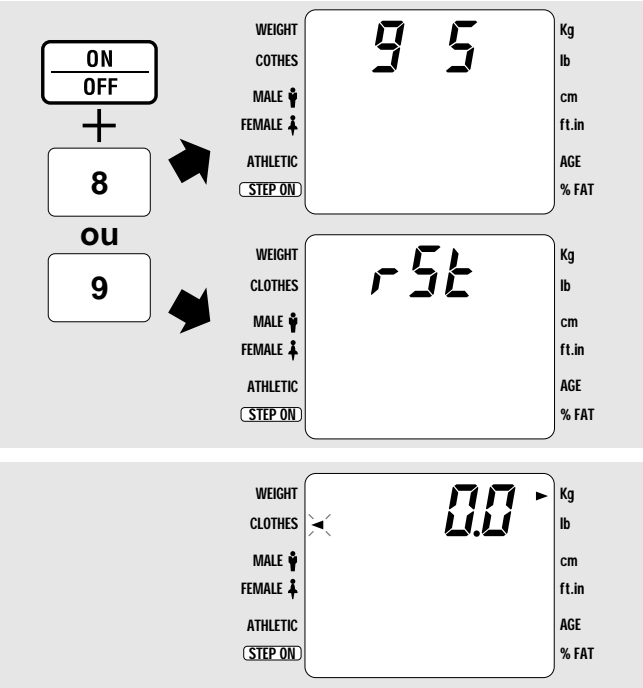 ON
OFF
+
8
ou
9
WEIGHT 9 5 Kg
COTHES lb
MALE cm
FEMALE ft.in
ATHLETIC AGE
STEP ON % FAT
WEIGHT rSt Kg
CLOTHES lb
MALE cm
FEMALE ft.in
ATHLETIC AGE
STEP ON % FAT
WEIGHT 0.0 Kg
CLOTHES lb
MALE cm
FEMALE ft.in
ATHLETIC AGE
STEP ON % FAT